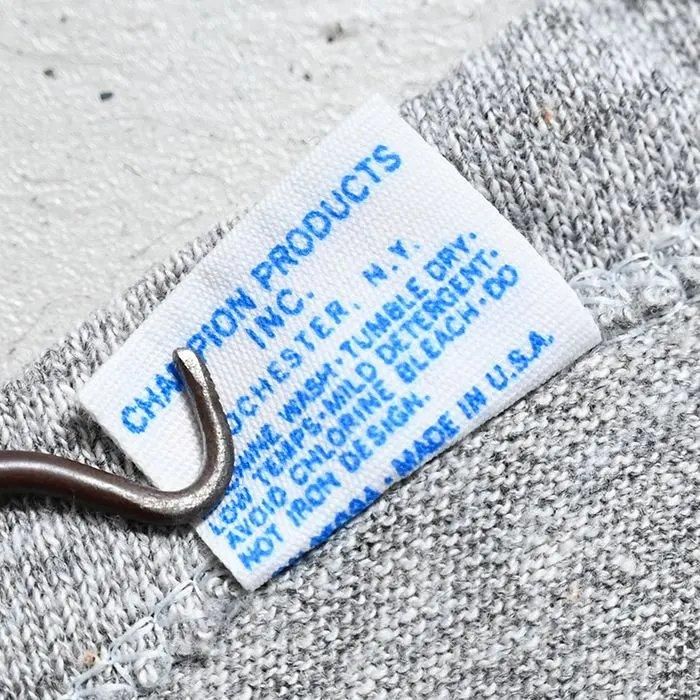 CHAMPION PRODUCTS
INC.
ROCHESTER, N.Y.
WASH·TUMBLE DRY.
LOW TEMPS·MILD DETERGENT.
AVOID CHLORINE BLEACH·DO
NOT IRON DESIGN.
·MADE IN U.S.A.